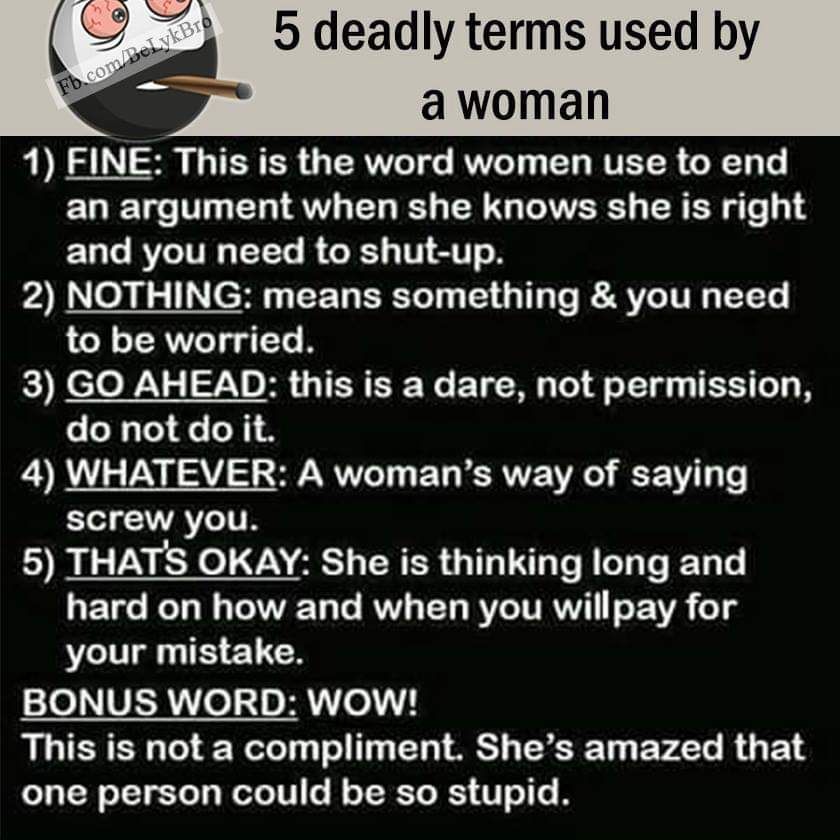 Fb.com/BeLykBro
5 deadly terms used by
a woman
1) FINE: This is the word women use to end
an argument when she knows she is right
and you need to shut-up.
2) NOTHING: means something & you need
to be worried.
3) GO AHEAD: this is a dare, not permission,
do not do it.
4) WHATEVER: A woman's way of saying
screw you.
5) THAT'S OKAY: She is thinking long and
hard on how and when you will pay for
your mistake.
BONUS WORD: WOW!
This is not a compliment. She's amazed that
one person could be so stupid.